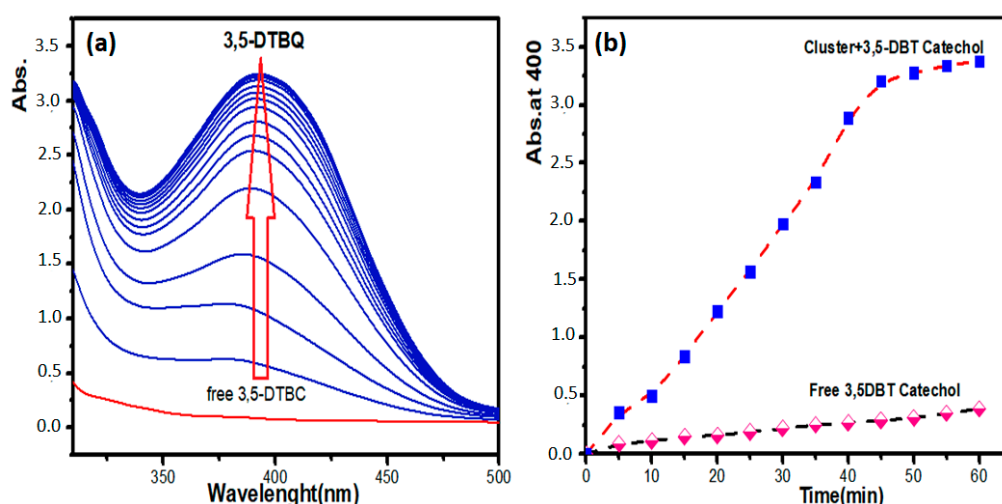 (a)
3,5-DTBQ
free 3,5-DTBC
Abs.
3.5
3.0
2.5
2.0
1.5
1.0
0.5
0.0
350
400
450
500
Wavelenght(nm)
(b)
Cluster+3,5-DBT Catechol
Free 3,5DBT Catechol
Abs.at 400
3.5
3.0
2.5
2.0
1.5
1.0
0.5
0.0
0
10
20
30
40
50
60
Time(min)